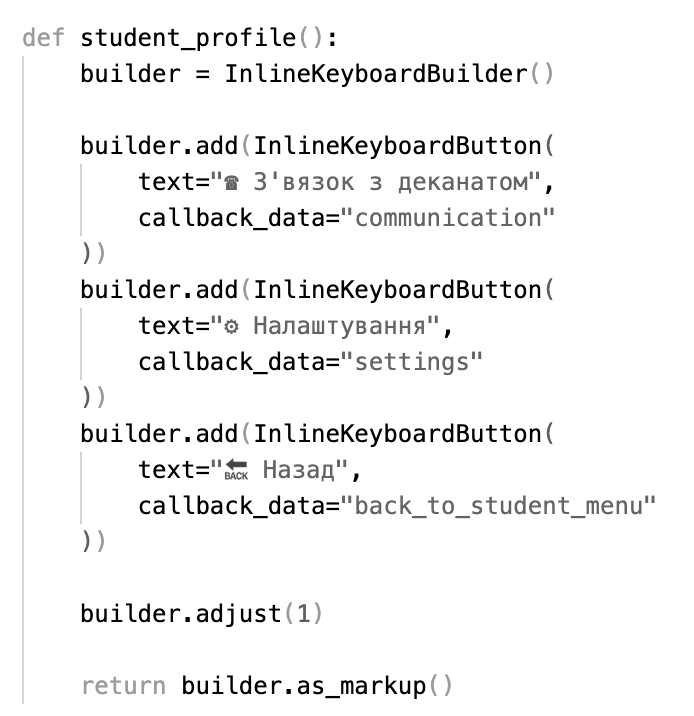 def student_profile():
    builder = InlineKeyboardBuilder()

    builder.add(InlineKeyboardButton(
        text="☎ З'вязок з деканатом",
        callback_data="communication"
    ))
    builder.add(InlineKeyboardButton(
        text="⚙ Налаштування",
        callback_data="settings"
    ))
    builder.add(InlineKeyboardButton(
        text="🔙 Назад",
        callback_data="back_to_student_menu"
    ))

    builder.adjust(1)

    return builder.as_markup()